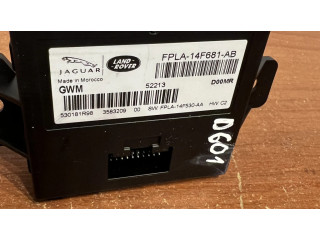 JAGUAR
LAND-ROVER
FPLA-14F681-AB
Made in Morocco
D00MR
GWM
52213
530181R98 3583209 00 SW FPLA-14F530-AA HW C2
D601